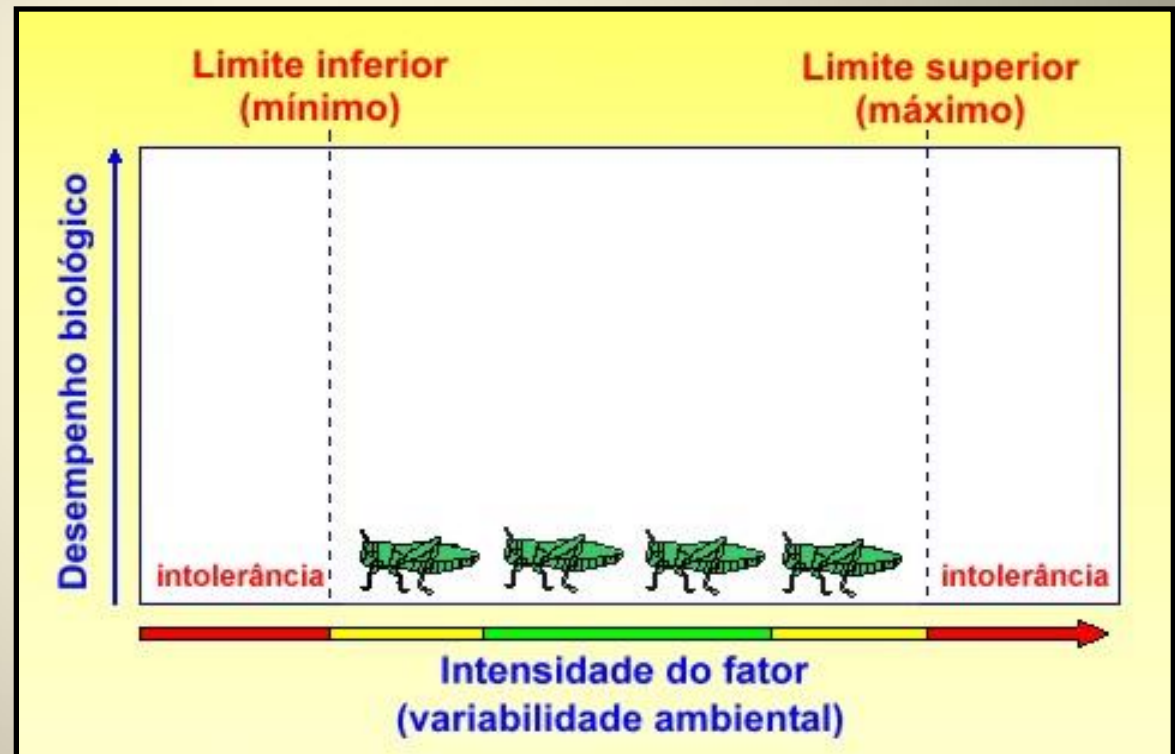 Limite inferior
(mínimo)
Limite superior
(máximo)
Desempenho biológico
intolerância
intolerância
Intensidade do fator
(variabilidade ambiental)